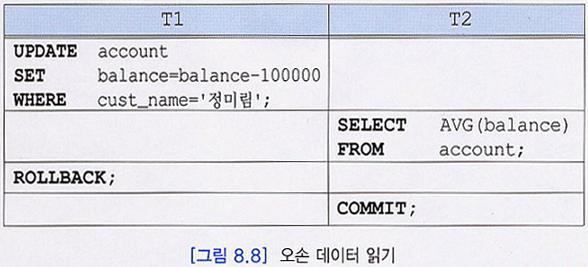 T1 T2
UPDATE account
SET balance=balance-100000
WHERE cust_name='정미림';
SELECT AVG(balance)
FROM account;
ROLLBACK;
COMMIT;
[그림 8.8] 오손 데이터 읽기